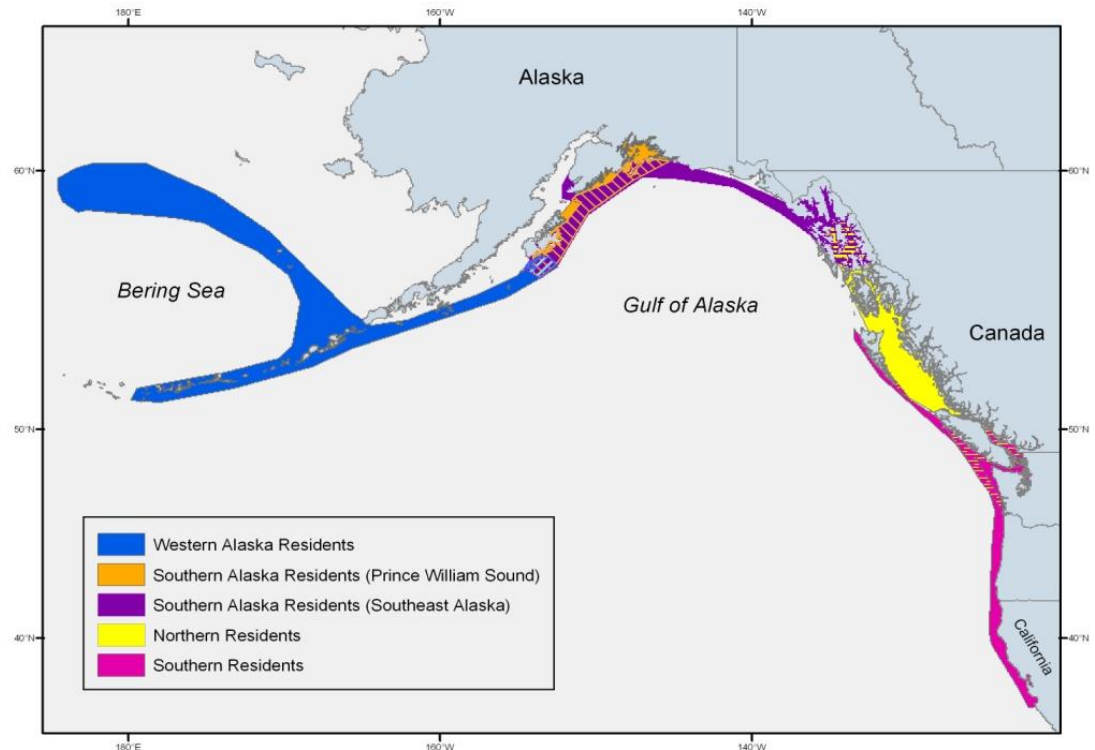 180°E
160°W
140°W
Alaska
60°N
60°N
Bering Sea
Gulf of Alaska
Canada
50°N
50°N
Western Alaska Residents
Southern Alaska Residents (Prince William Sound)
Southern Alaska Residents (Southeast Alaska)
Northern Residents
Southern Residents
40°N
40°N
California
180°E
160°W
140°W